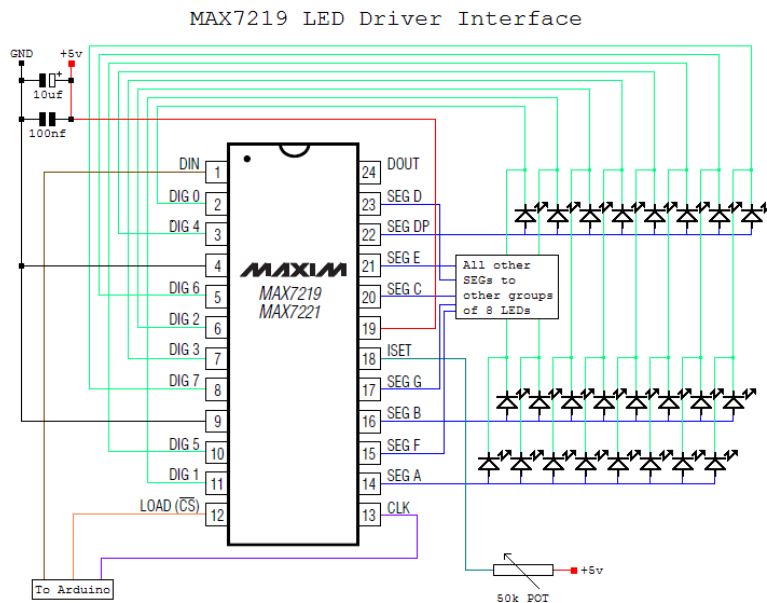 MAX7219 LED Driver Interface
GND
+5v
+
10uf
100nf
DIN
1
DIG 0
2
DIG 4
3
4
DIG 6
5
DIG 2
6
DIG 3
7
DIG 7
8
9
DIG 5
10
DIG 1
11
LOAD (CS)
12
MAXIM
MAX7219
MAX7221
24
DOUT
23
SEG D
22
SEG DP
21
SEG E
20
SEG C
19
18
ISET
17
SEG G
16
SEG B
15
SEG F
14
SEG A
13
CLK
All other
SEGs to
other groups
of 8 LEDs
To Arduino
+5v
50k POT